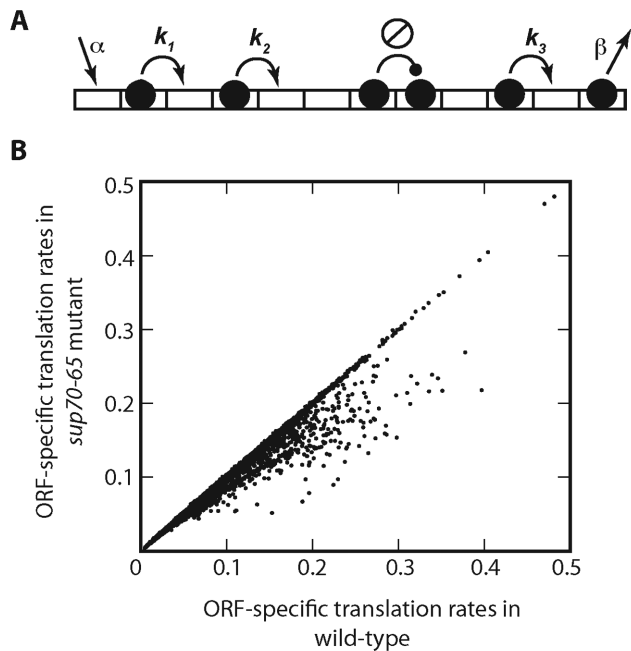 A
α
k1
k2
k3
β
B
ORF-specific translation rates in
sup70-65 mutant
0.5
0.4
0.3
0.2
0.1
0
0.1
0.2
0.3
0.4
0.5
ORF-specific translation rates in
wild-type